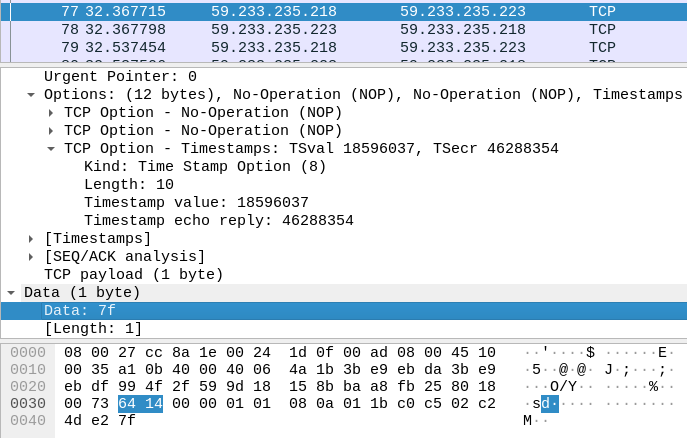 77 32.367715 59.233.235.218 59.233.235.223 TCP
78 32.367798 59.233.235.223 59.233.235.218 TCP
79 32.537454 59.233.235.218 59.233.235.223 TCP
Urgent Pointer: 0
Options: (12 bytes), No-Operation (NOP), No-Operation (NOP), Timestamps
TCP Option - No-Operation (NOP)
TCP Option - No-Operation (NOP)
TCP Option - Timestamps: TSval 18596037, TSecr 46288354
Kind: Time Stamp Option (8)
Length: 10
Timestamp value: 18596037
Timestamp echo reply: 46288354
[Timestamps]
[SEQ/ACK analysis]
TCP payload (1 byte)
Data (1 byte)
Data: 7f
[Length: 1]
0000 08 00 27 cc 8a 1e 00 24 1d 0f 00 ad 08 00 45 10 ··'····$ ······E·
0010 00 35 a1 0b 40 00 40 06 4a 1b 3b e9 eb da 3b e9 ·5··@·@· J·;···;·
0020 eb df 99 4f 2f 59 9d 18 15 8b ba a8 fb 25 80 18 ···O/Y·· ·····%··
0030 00 73 64 14 00 00 01 01 08 0a 01 1b c0 c5 02 c2 ·sd····· ········
0040 4d e2 7f M··